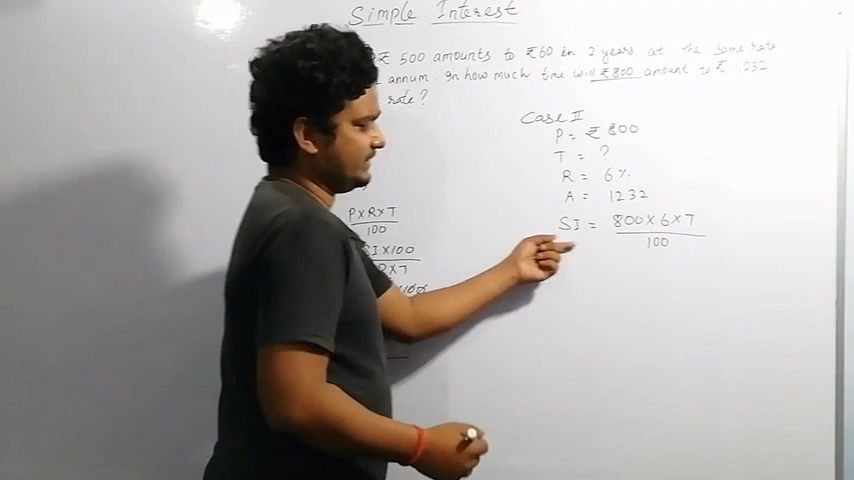 Simple Interest
₹ 500 amounts to ₹60 in 2 years at the same rate
annum. In how much time will ₹800 amount to ₹ 1232
rate?
Case II
P = ₹ 800
T = ?
R = 6 %.
A = 1232
SI = 800 X 6 X T
100
P X R X T
100
SI X 100
X T